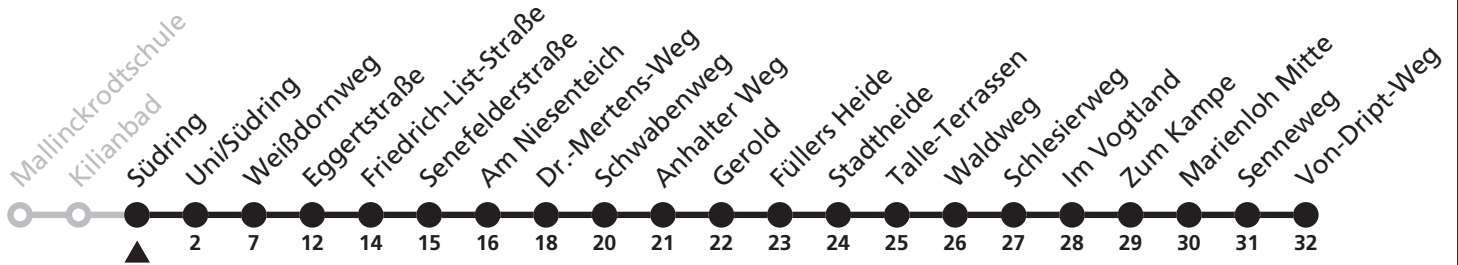 Mallinckrodtschule
Kilianbad
Südring
Uni/Südring
Weißdornweg
Eggertstraße
Friedrich-List-Straße
Senefelderstraße
Am Niesenteich
Dr.-Mertens-Weg
Schwabenweg
Anhalter Weg
Gerold
Füllers Heide
Stadtheide
Talle-Terrassen
Waldweg
Schlesierweg
Im Vogtland
Zum Kampe
Marienloh Mitte
Senneweg
Von-Dript-Weg
2 7 12 14 15 16 18 20 21 22 23 24 25 26 27 28 29 30 31 32